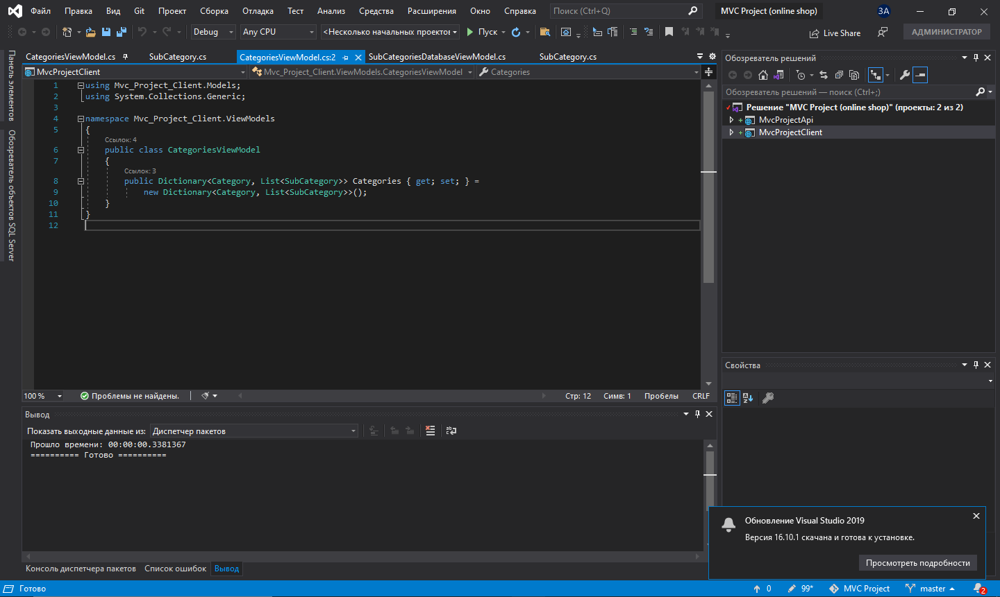 Файл Правка Вид Git Проект Сборка Отладка Тест Анализ Средства Расширения Окно Справка Поиск (Ctrl+Q) MVC Project (online shop) ЗА
Debug Any CPU <Несколько начальных проектов> Пуск Live Share АДМИНИСТРАТОР
Панель элементов
Обозреватель объектов SQL Server
CategoriesViewModel.cs SubCategory.cs CategoriesViewModel.cs:2 SubCategoriesDatabaseViewModel.cs SubCategory.cs
MvcProjectClient Mvc_Project_Client.ViewModels.CategoriesViewModel Categories
1 using Mvc_Project_Client.Models;
2 using System.Collections.Generic;
3
4 namespace Mvc_Project_Client.ViewModels
5 {
Ссылок: 4
6 public class CategoriesViewModel
7 {
Ссылок: 3
8 public Dictionary<Category, List<SubCategory>> Categories { get; set; } =
9 new Dictionary<Category, List<SubCategory>>();
10 }
11 }
12
100 % Проблемы не найдены. Стр: 12 Симв: 1 Пробелы CRLF
Вывод
Показать выходные данные из: Диспетчер пакетов
Прошло времени: 00:00:00.3381367
========== Готово ==========
Консоль диспетчера пакетов Список ошибок Вывод
Обозреватель решений
Обозреватель решений — поиск (Ctrl+;)
Решение "MVC Project (online shop)" (проекты: 2 из 2)
MvcProjectApi
MvcProjectClient
Свойства
Обновление Visual Studio 2019
Версия 16.10.1 скачана и готова к установке.
Просмотреть подробности
Готово 0 99* MVC Project master 2